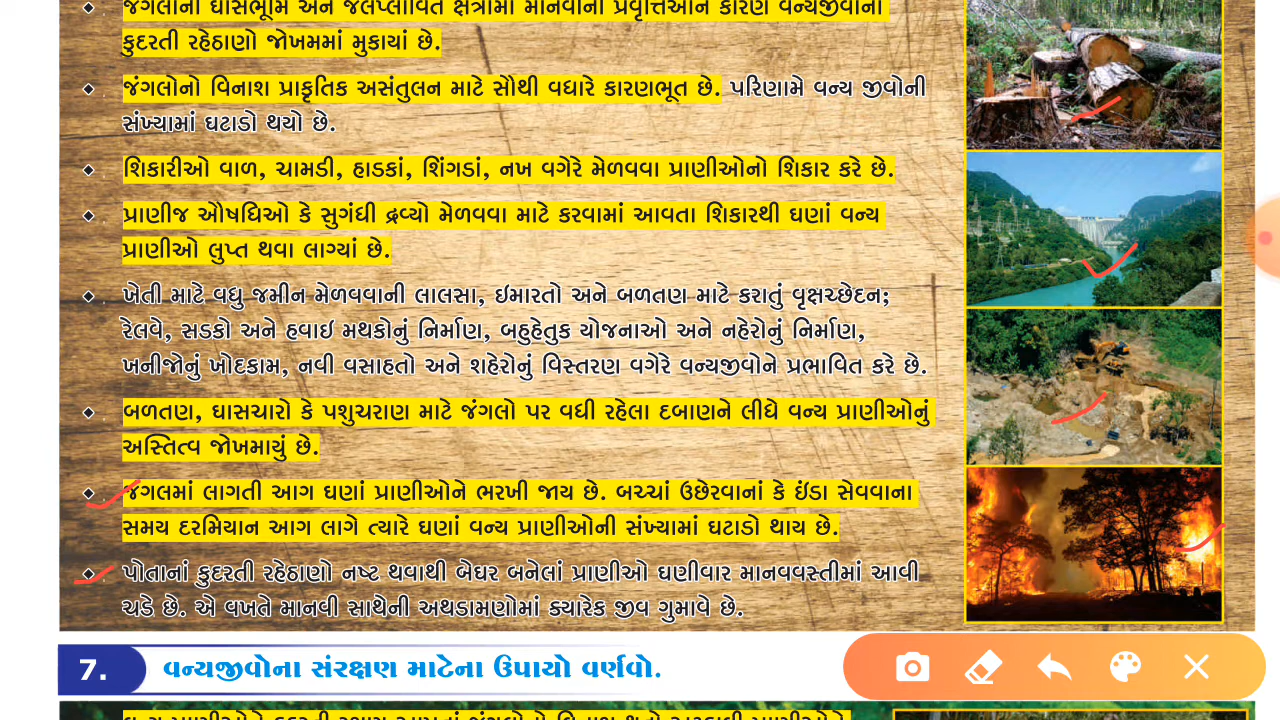 જંગલોની ઘાસભૂમિ અને જલપ્લાવિત ક્ષેત્રોમાં માનવીની પ્રવૃત્તિઓને કારણે વન્યજીવોનાં
કુદરતી રહેઠાણો જોખમમાં મુકાયાં છે.
જંગલોનો વિનાશ પ્રાકૃતિક અસંતુલન માટે સૌથી વધારે કારણભૂત છે. પરિણામે વન્ય જીવોની
સંખ્યામાં ઘટાડો થયો છે.
શિકારીઓ વાળ, ચામડી, હાડકાં, શિંગડાં, નખ વગેરે મેળવવા પ્રાણીઓનો શિકાર કરે છે.
પ્રાણીજ ઔષધિઓ કે સુગંધી દ્રવ્યો મેળવવા માટે કરવામાં આવતા શિકારથી ઘણાં વન્ય
પ્રાણીઓ લુપ્ત થવા લાગ્યાં છે.
ખેતી માટે વધુ જમીન મેળવવાની લાલસા, ઇમારતો અને બળતણ માટે કરાતું વૃક્ષચ્છેદન;
રેલવે, સડકો અને હવાઇ મથકોનું નિર્માણ, બહુહેતુક યોજનાઓ અને નહેરોનું નિર્માણ,
ખનીજોનું ખોદકામ, નવી વસાહતો અને શહેરોનું વિસ્તરણ વગેરે વન્યજીવોને પ્રભાવિત કરે છે.
બળતણ, ઘાસચારો કે પશુચરાણ માટે જંગલો પર વધી રહેલા દબાણને લીધે વન્ય પ્રાણીઓનું
અસ્તિત્વ જોખમાયું છે.
જંગલમાં લાગતી આગ ઘણાં પ્રાણીઓને ભરખી જાય છે. બચ્ચાં ઉછેરવાનાં કે ઈંડા સેવવાના
સમય દરમિયાન આગ લાગે ત્યારે ઘણાં વન્ય પ્રાણીઓની સંખ્યામાં ઘટાડો થાય છે.
પોતાનાં કુદરતી રહેઠાણો નષ્ટ થવાથી બેઘર બનેલાં પ્રાણીઓ ઘણીવાર માનવવસ્તીમાં આવી
ચડે છે. એ વખતે માનવી સાથેની અથડામણોમાં ક્યારેક જીવ ગુમાવે છે.
7. વન્યજીવોના સંરક્ષણ માટેના ઉપાયો વર્ણવો.